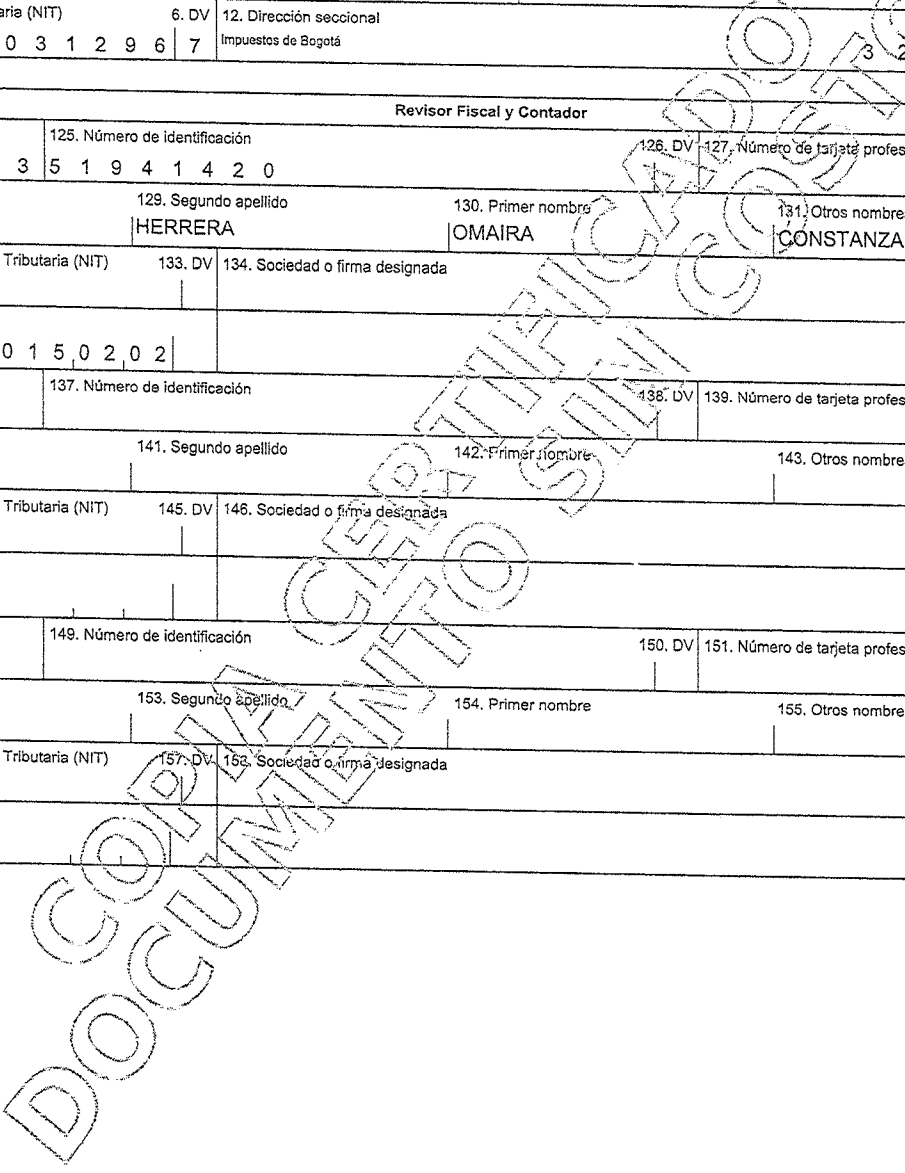 aria (NIT) 6. DV 12. Dirección seccional
0 3 1 2 9 6 7 Impuestos de Bogotá 3 2
Revisor Fiscal y Contador
125. Número de identificación 126. DV 127. Número de tarjeta profes
3 5 1 9 4 1 4 2 0
129. Segundo apellido 130. Primer nombre 131. Otros nombre
HERRERA OMAIRA CONSTANZA
Tributaria (NIT) 133. DV 134. Sociedad o firma designada
0 1 5 0 2 0 2
137. Número de identificación 138. DV 139. Número de tarjeta profes
141. Segundo apellido 142. Primer nombre 143. Otros nombre
Tributaria (NIT) 145. DV 146. Sociedad o firma designada
149. Número de identificación 150. DV 151. Número de tarjeta profes
153. Segundo apellido 154. Primer nombre 155. Otros nombre
Tributaria (NIT) 157. DV 158. Sociedad o firma designada
COPIA CERTIFICADO
DOCUMENTO SIN COSTO